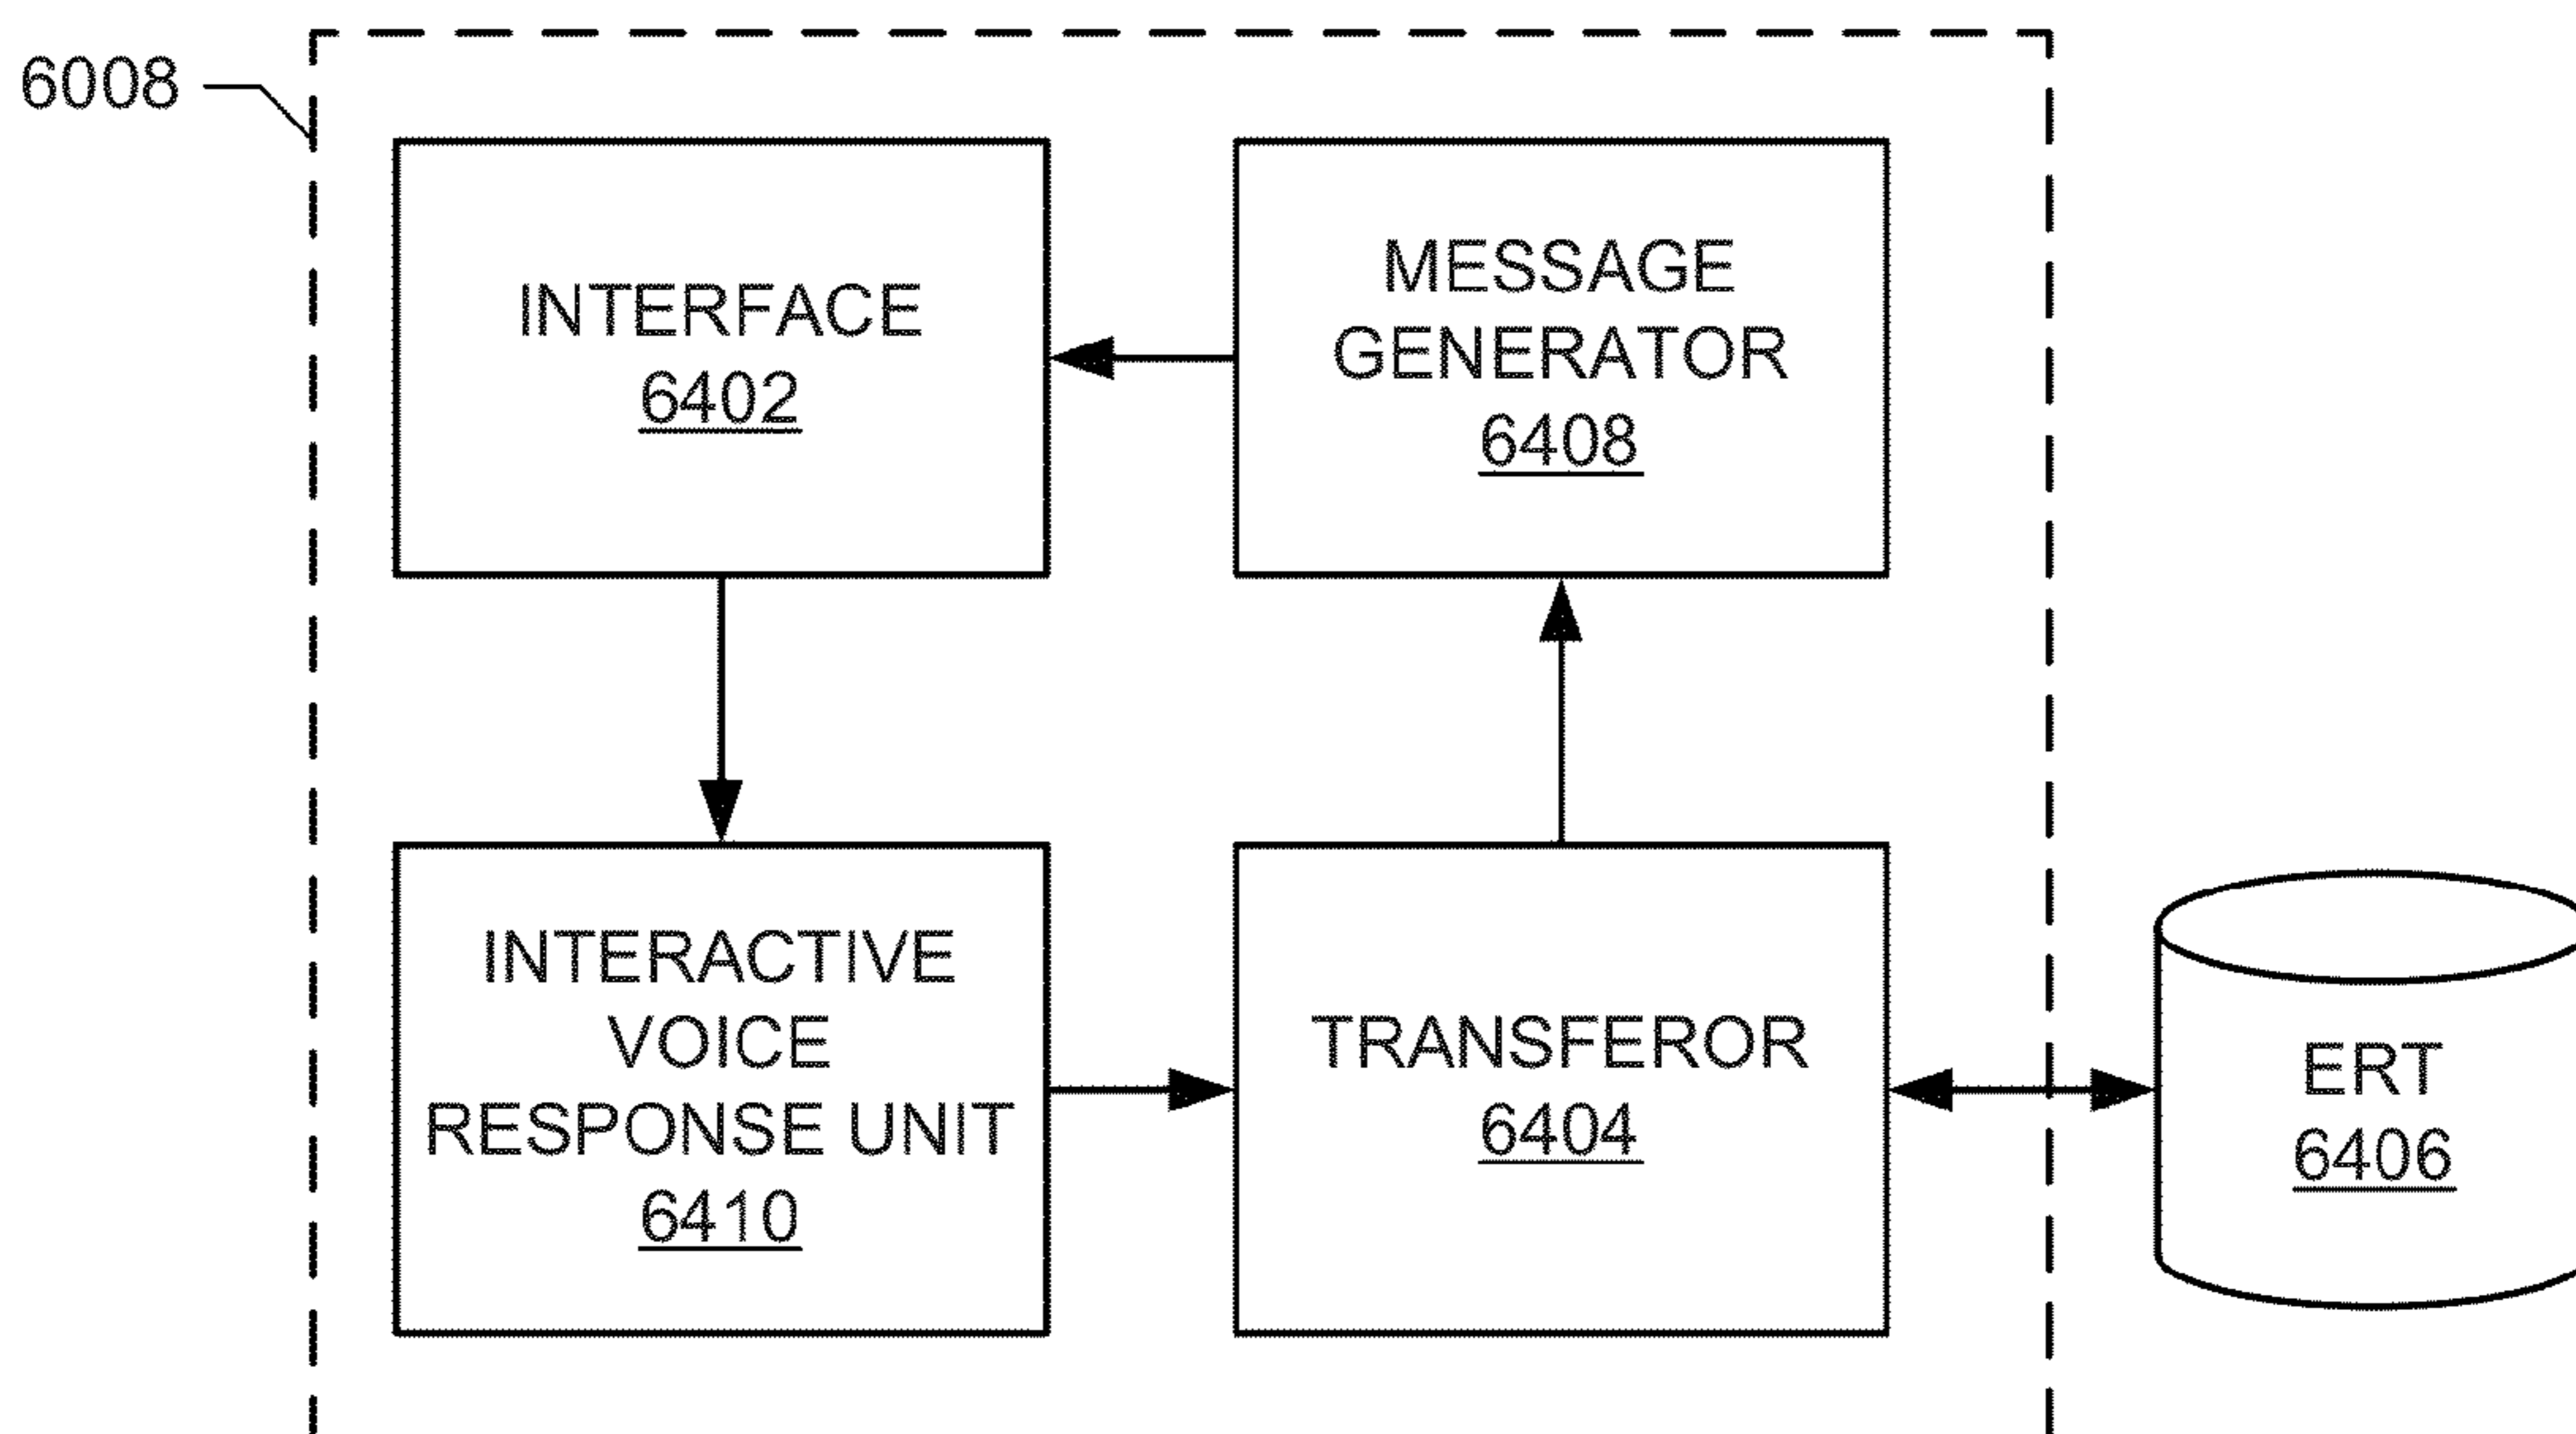 6008
INTERFACE
6402
MESSAGE
GENERATOR
6408
INTERACTIVE
VOICE
RESPONSE UNIT
6410
TRANSFEROR
6404
ERT
6406